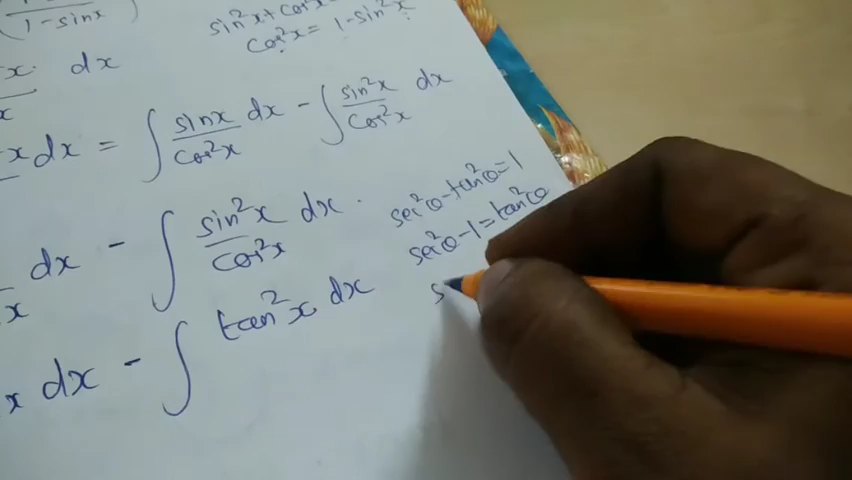 (1-sinx)
sin²x+cos²x
cos²x = 1-sin²x
x dx
x
x dx = ∫ sinx/cos²x dx - ∫ sin²x/cos²x dx
sec²θ-tan²θ=1
sec²θ-1=tan²θ
s
x dx - ∫ sin²x/cos²x dx.
x dx - ∫ tan²x dx